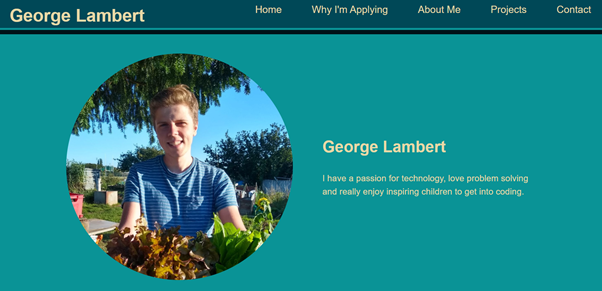 George Lambert
Home Why I'm Applying About Me Projects Contact
George Lambert
I have a passion for technology, love problem solving
and really enjoy inspiring children to get into coding.